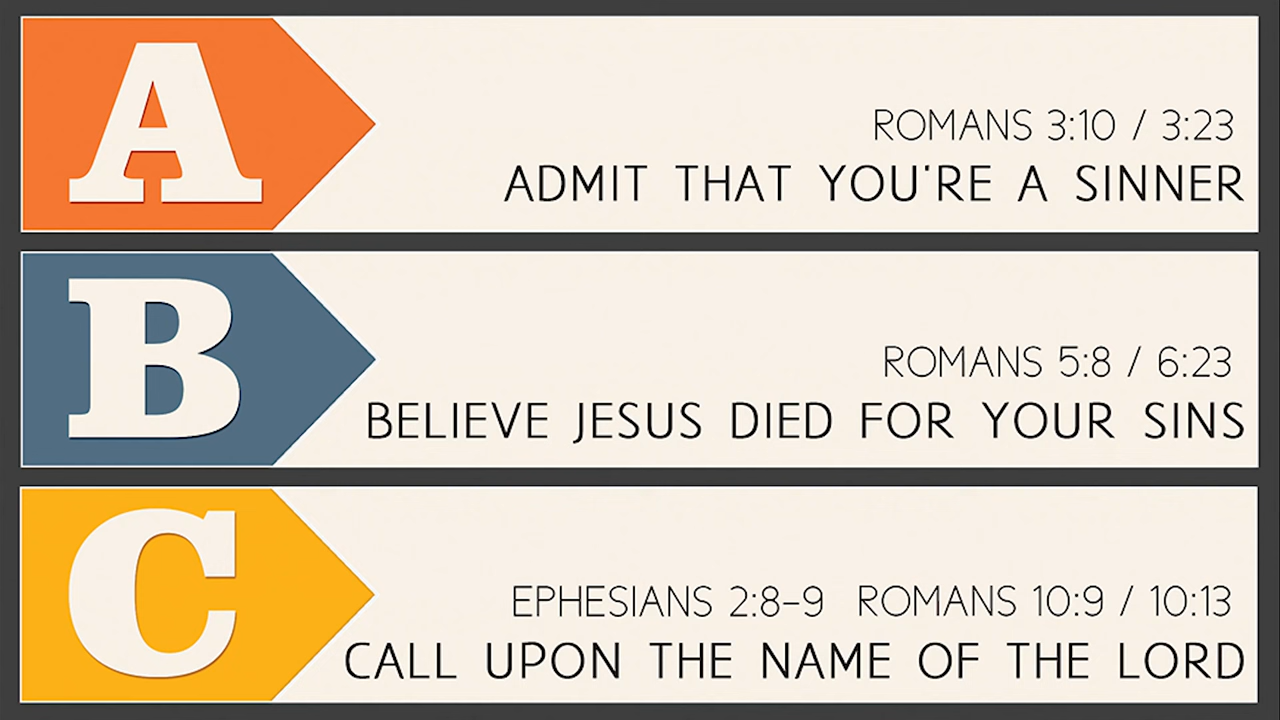 A
ROMANS 3:10 / 3:23
ADMIT THAT YOU'RE A SINNER
B
ROMANS 5:8 / 6:23
BELIEVE JESUS DIED FOR YOUR SINS
C
EPHESIANS 2:8–9 ROMANS 10:9 / 10:13
CALL UPON THE NAME OF THE LORD